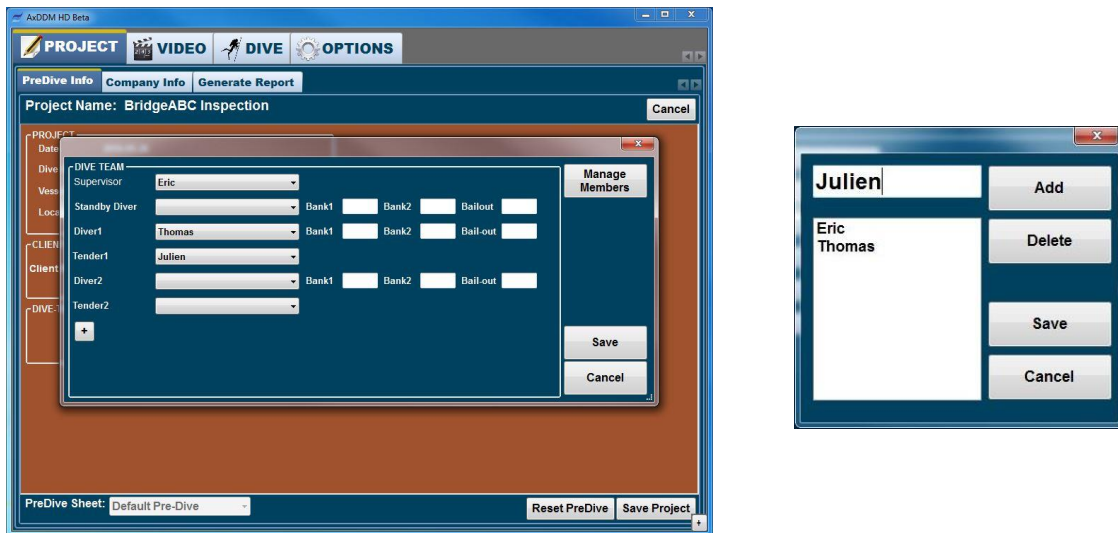 AxDDM HD Beta
PROJECT VIDEO DIVE OPTIONS
PreDive Info Company Info Generate Report
Project Name: BridgeABC Inspection Cancel
PROJECT
Date
Dive
Vess
Loca
CLIEN
Client
DIVE-T
DIVE TEAM
Supervisor Eric
Standby Diver Bank1 Bank2 Bailout
Diver1 Thomas Bank1 Bank2 Bail-out
Tender1 Julien
Diver2 Bank1 Bank2 Bail-out
Tender2
+
Manage
Members
Save
Cancel
PreDive Sheet: Default Pre-Dive Reset PreDive Save Project
+
Julien Add
Eric
Thomas
Delete
Save
Cancel